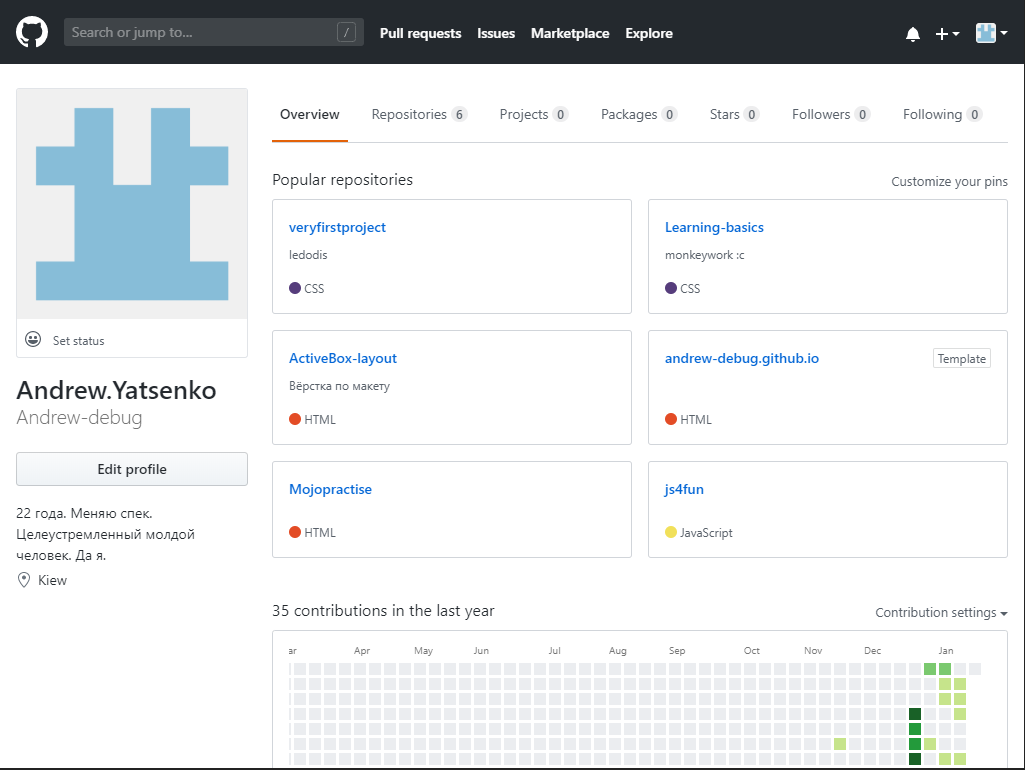 Search or jump to... /
Pull requests Issues Marketplace Explore
Overview Repositories 6 Projects 0 Packages 0 Stars 0 Followers 0 Following 0
Set status
Andrew.Yatsenko
Andrew-debug
Edit profile
22 года. Меняю спек.
Целеустремленный молдой
человек. Да я.
Kiew
Popular repositories
Customize your pins
veryfirstproject
ledodis
CSS
Learning-basics
monkeywork :c
CSS
ActiveBox-layout
Вёрстка по макету
HTML
andrew-debug.github.io
Template
HTML
Mojopractise
HTML
js4fun
JavaScript
35 contributions in the last year
Contribution settings
ar Apr May Jun Jul Aug Sep Oct Nov Dec Jan